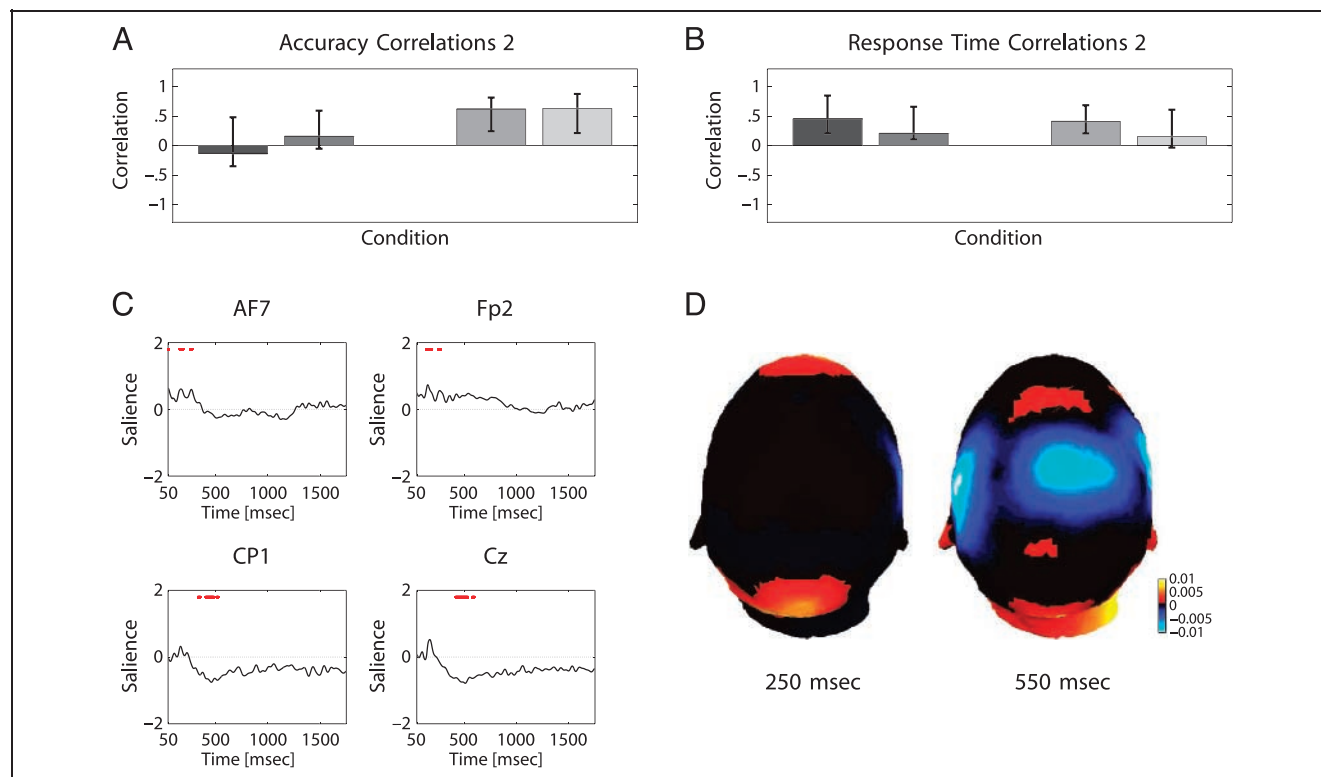 A
Accuracy Correlations 2
Correlation
1
.5
0
−.5
−1
Condition
B
Response Time Correlations 2
Correlation
1
.5
0
−.5
−1
Condition
C
AF7
Salience
2
0
−2
50 500 1000 1500
Time [msec]
Fp2
Salience
2
0
−2
50 500 1000 1500
Time [msec]
CP1
Salience
2
0
−2
50 500 1000 1500
Time [msec]
Cz
Salience
2
0
−2
50 500 1000 1500
Time [msec]
D
0.01
0.005
0
−0.005
−0.01
250 msec
550 msec